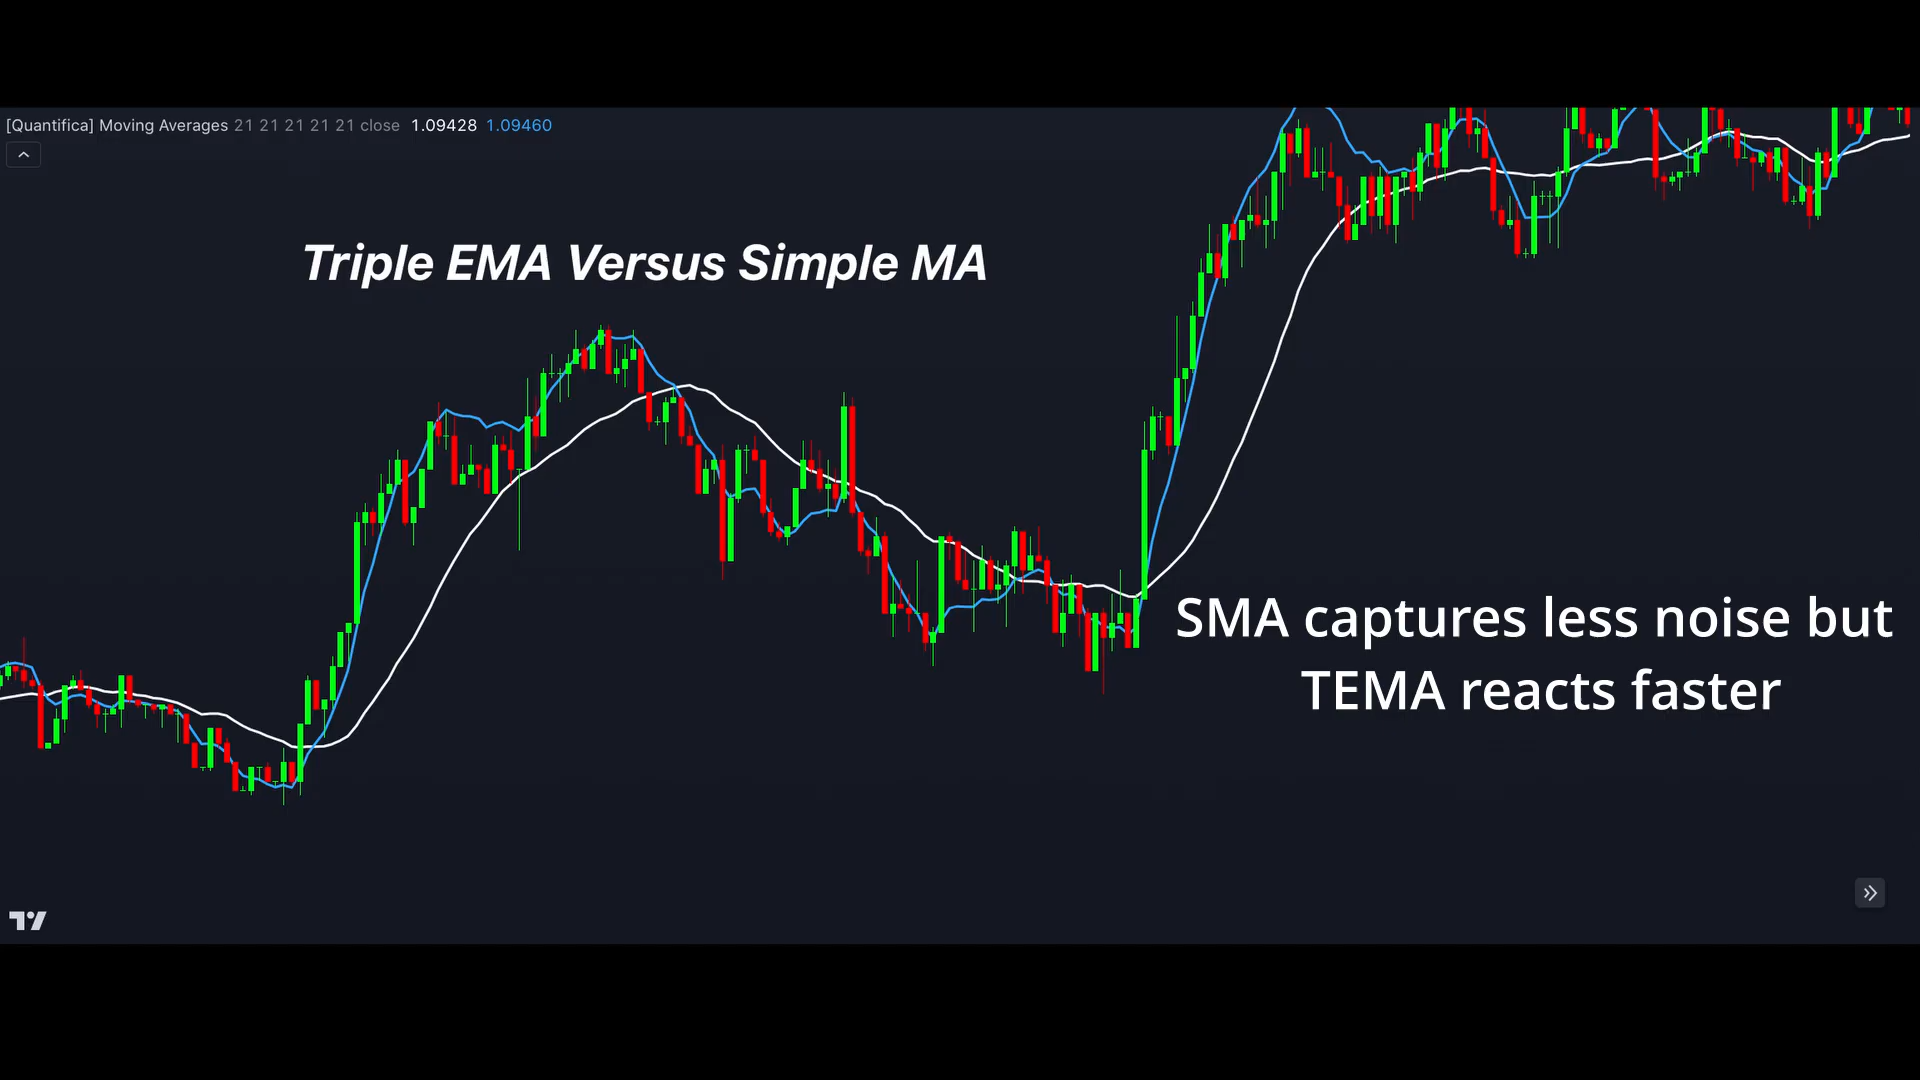 [Quantifica] Moving Averages 21 21 21 21 21 close 1.09428 1.09460
Triple EMA Versus Simple MA
SMA captures less noise but
TEMA reacts faster